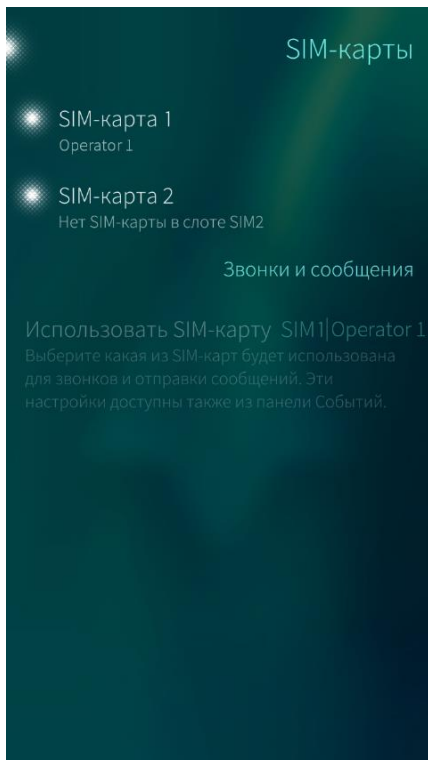 SIM-карты
SIM-карта 1
Operator 1
SIM-карта 2
Нет SIM-карты в слоте SIM2
Звонки и сообщения
Использовать SIM-карту SIM1|Operator 1
Выберите какая из SIM-карт будет использована
для звонков и отправки сообщений. Эти
настройки доступны также из панели Событий.